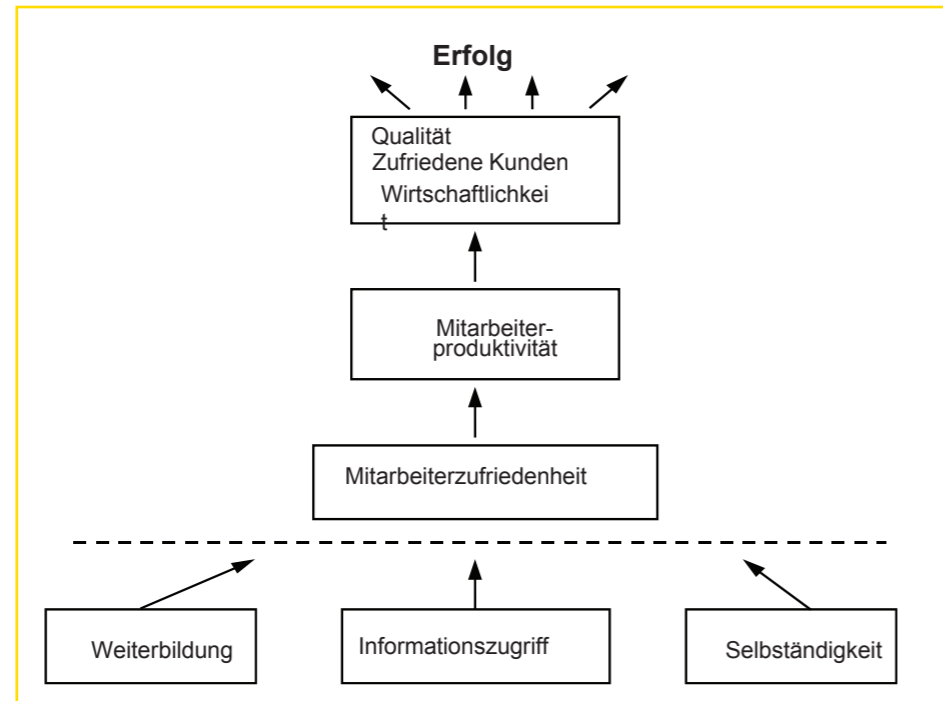 Erfolg
Qualität
Zufriedene Kunden
Wirtschaftlichkei
t
Mitarbeiter-
produktivität
Mitarbeiterzufriedenheit
Weiterbildung
Informationszugriff
Selbständigkeit